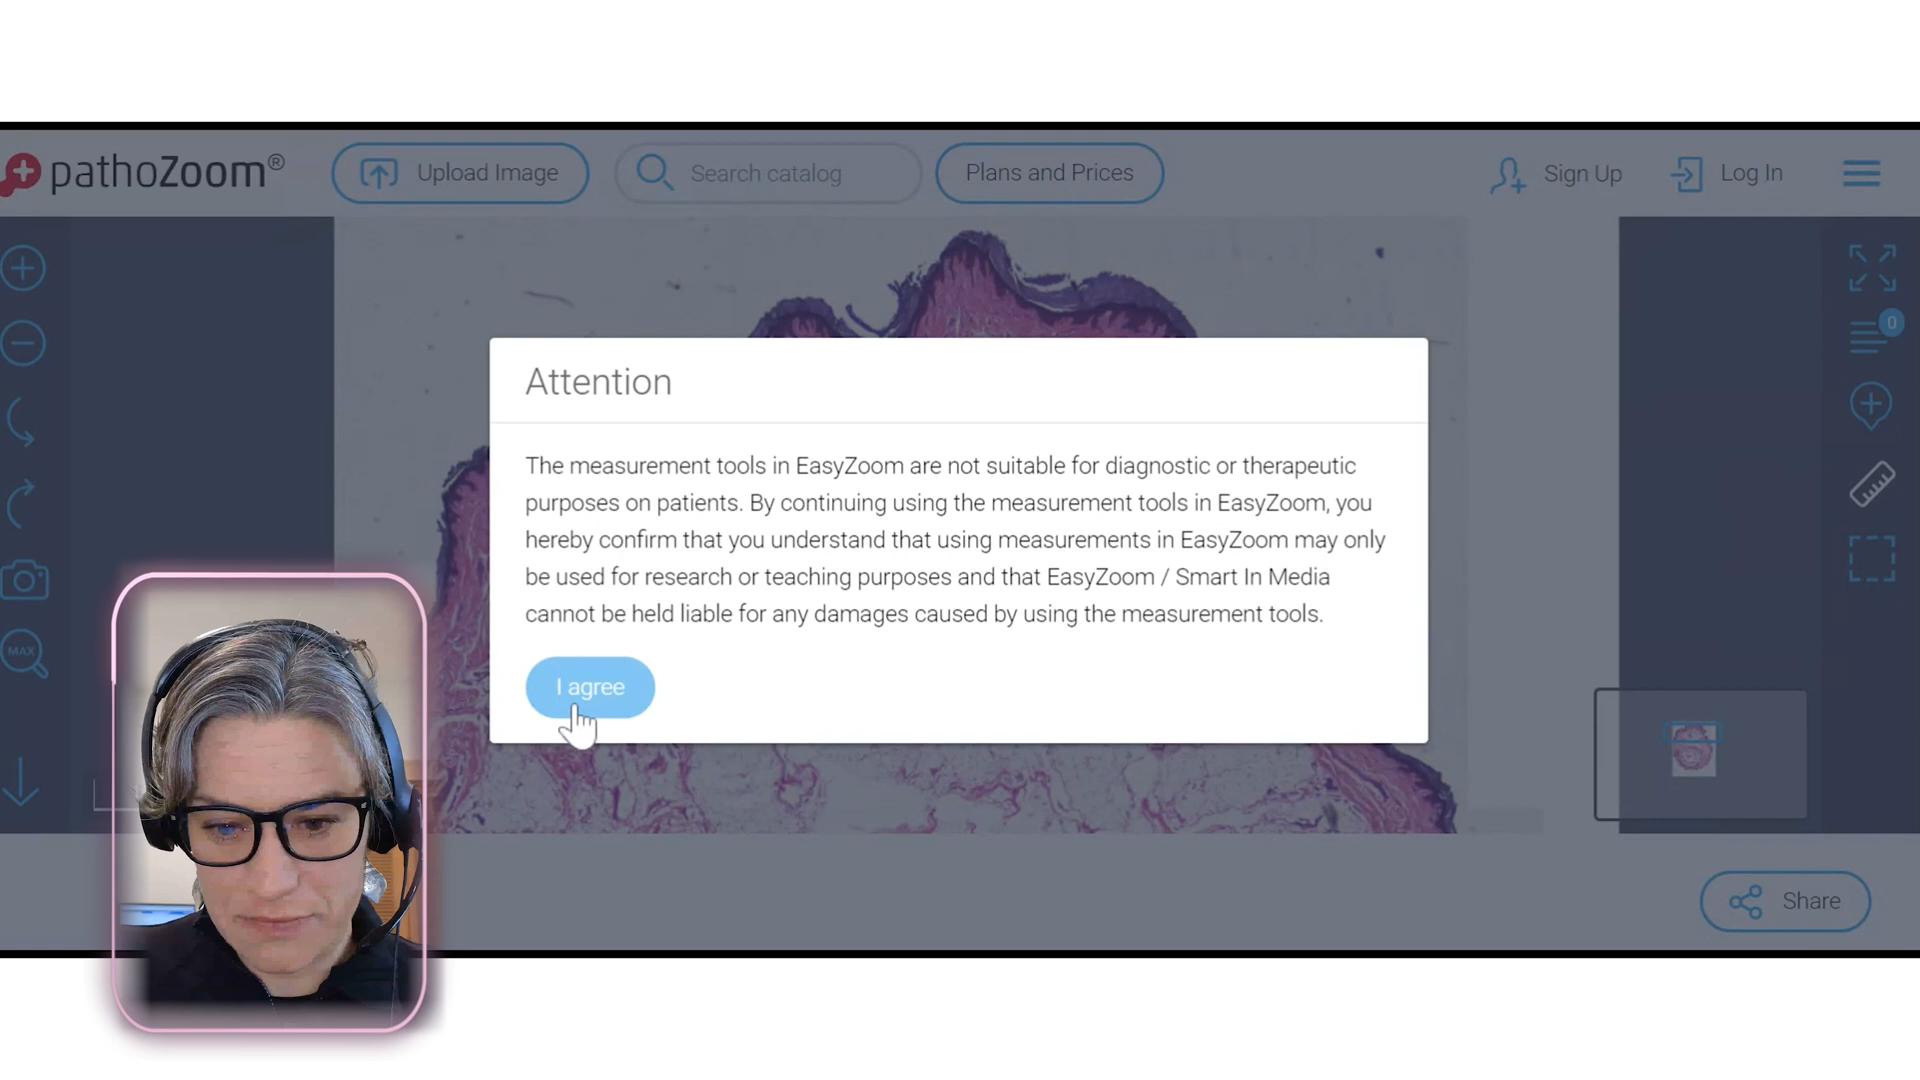 pathoZoom®
Upload Image
Search catalog
Plans and Prices
Sign Up
Log In
0
Attention
The measurement tools in EasyZoom are not suitable for diagnostic or therapeutic
purposes on patients. By continuing using the measurement tools in EasyZoom, you
hereby confirm that you understand that using measurements in EasyZoom may only
be used for research or teaching purposes and that EasyZoom / Smart In Media
cannot be held liable for any damages caused by using the measurement tools.
I agree
MAX
Share